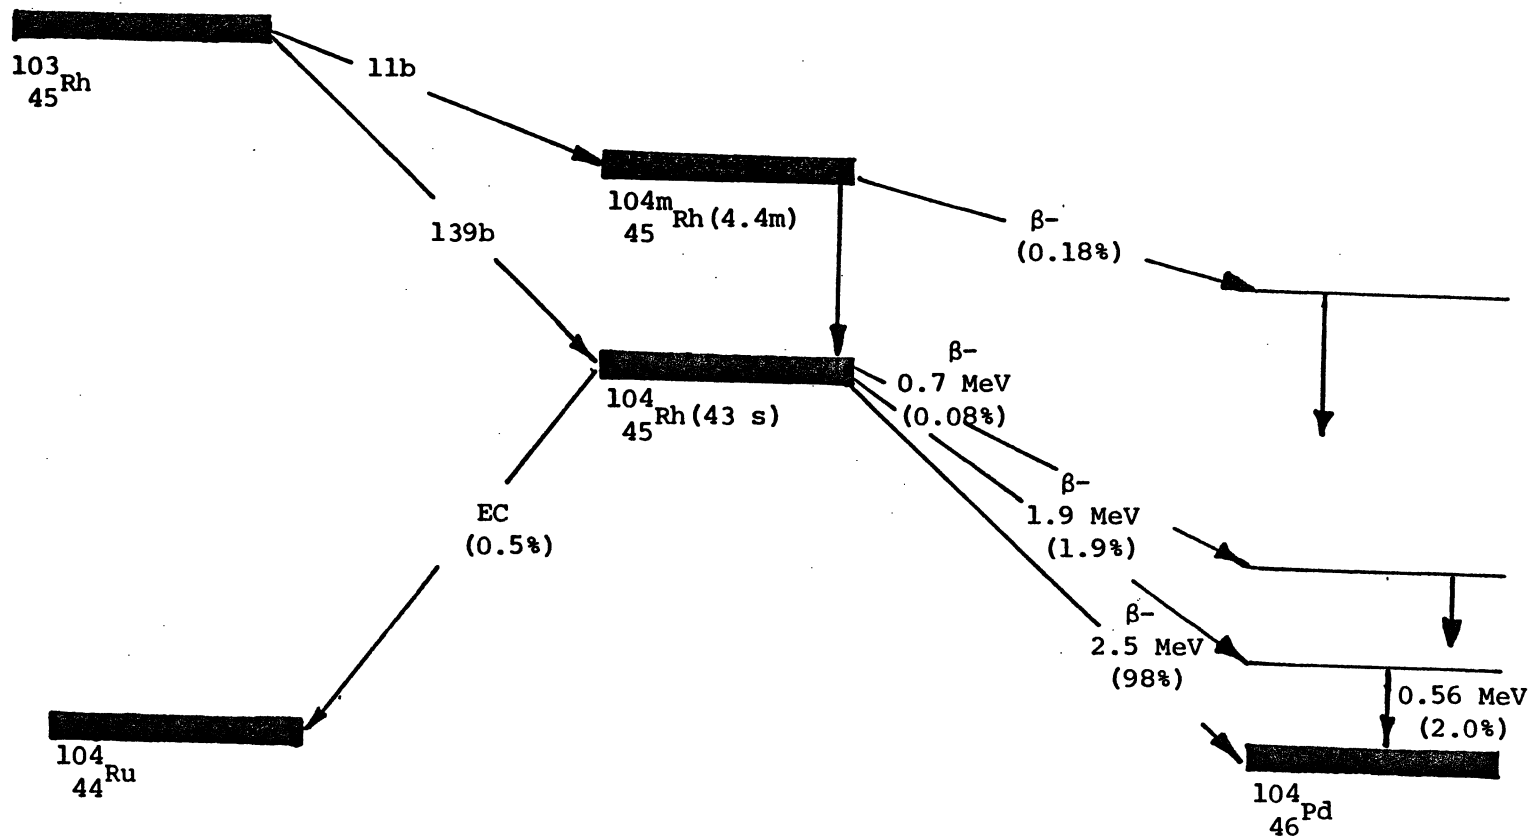 103
45Rh
11b
139b
104m
45Rh(4.4m)
β-
(0.18%)
104
45Rh(43 s)
β-
0.7 MeV
(0.08%)
EC
(0.5%)
β-
1.9 MeV
(1.9%)
β-
2.5 MeV
(98%)
0.56 MeV
(2.0%)
104
44Ru
104
46Pd